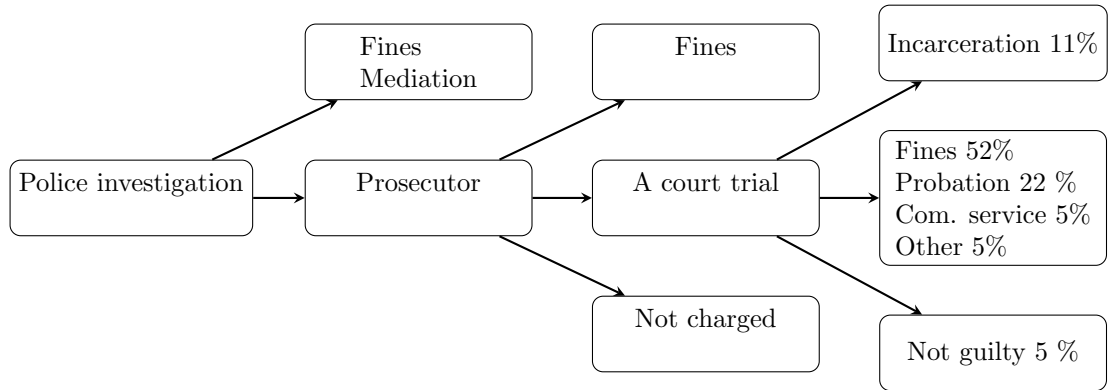 Fines
Mediation
Fines
Incarceration 11%
Police investigation
Prosecutor
A court trial
Fines 52%
Probation 22 %
Com. service 5%
Other 5%
Not charged
Not guilty 5 %